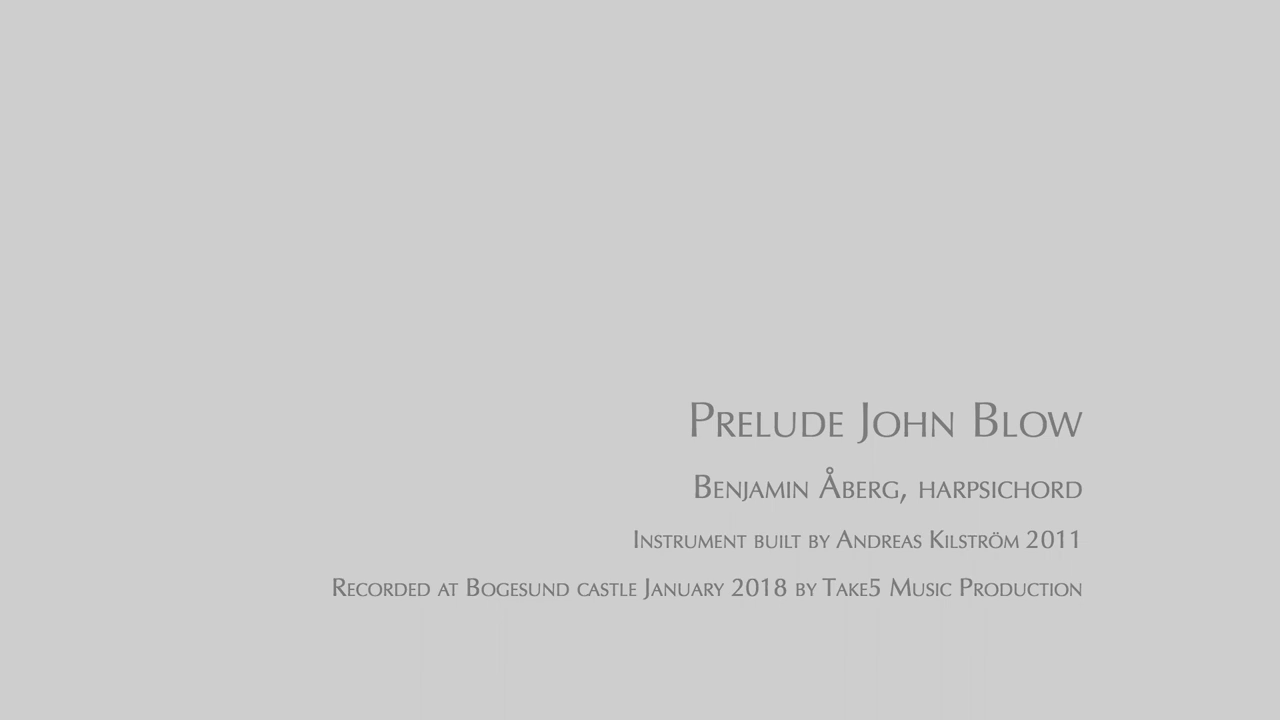 Prelude John Blow
Benjamin Åberg, harpsichord
Instrument built by Andreas Kilström 2011
Recorded at Bogesund castle January 2018 by Take5 Music Production